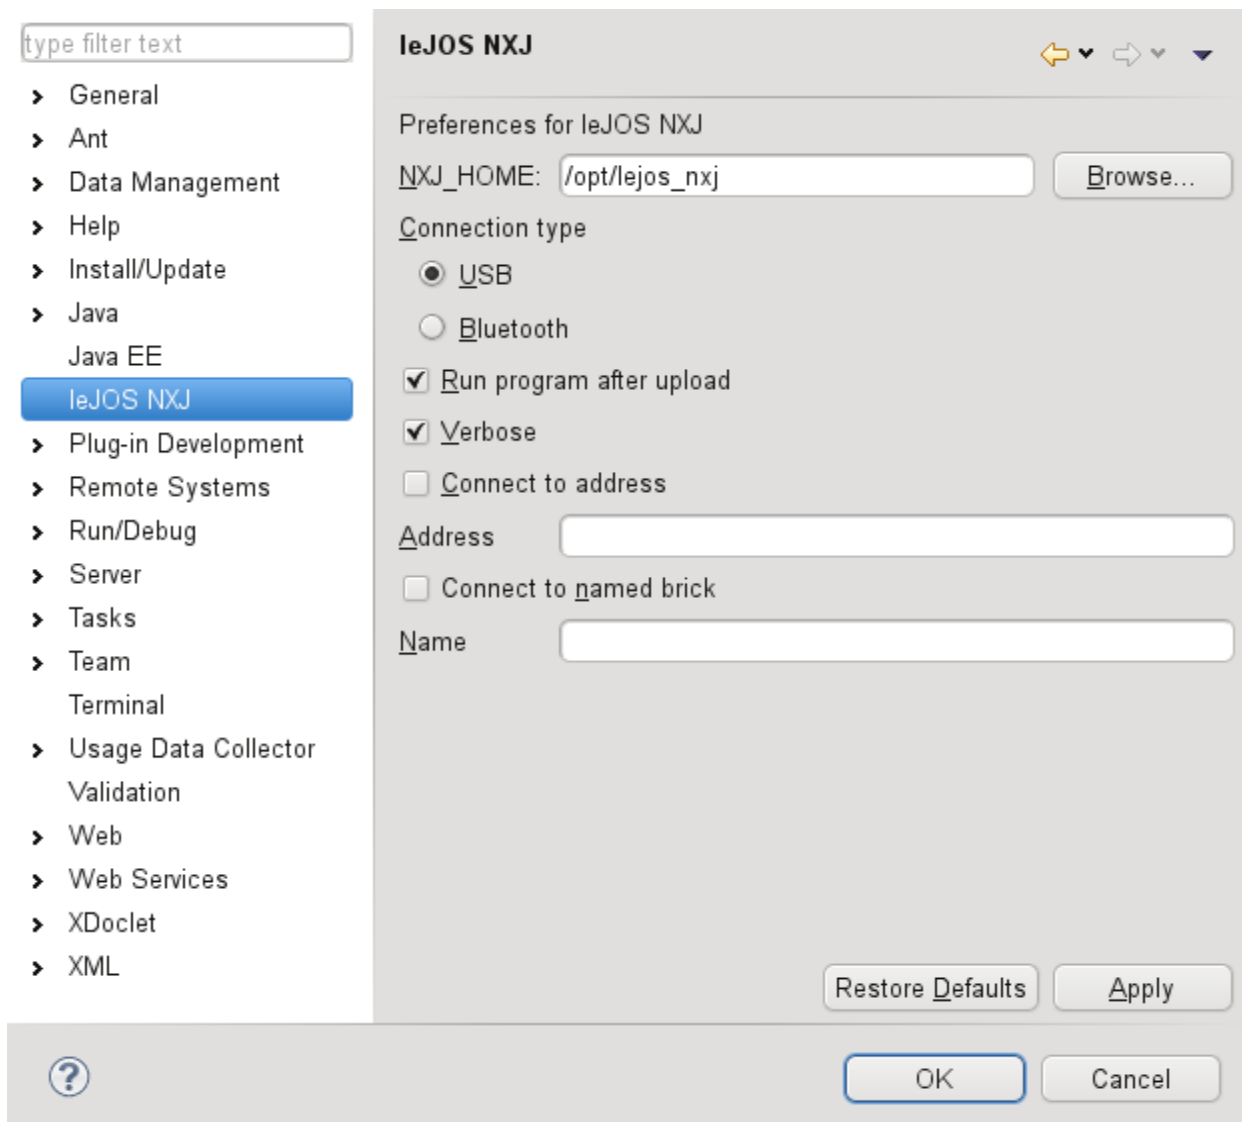 type filter text
General
Ant
Data Management
Help
Install/Update
Java
Java EE
leJOS NXJ
Plug-in Development
Remote Systems
Run/Debug
Server
Tasks
Team
Terminal
Usage Data Collector
Validation
Web
Web Services
XDoclet
XML
leJOS NXJ
Preferences for leJOS NXJ
NXJ_HOME: /opt/lejos_nxj Browse...
Connection type
USB
Bluetooth
Run program after upload
Verbose
Connect to address
Address
Connect to named brick
Name
Restore Defaults Apply
? OK Cancel